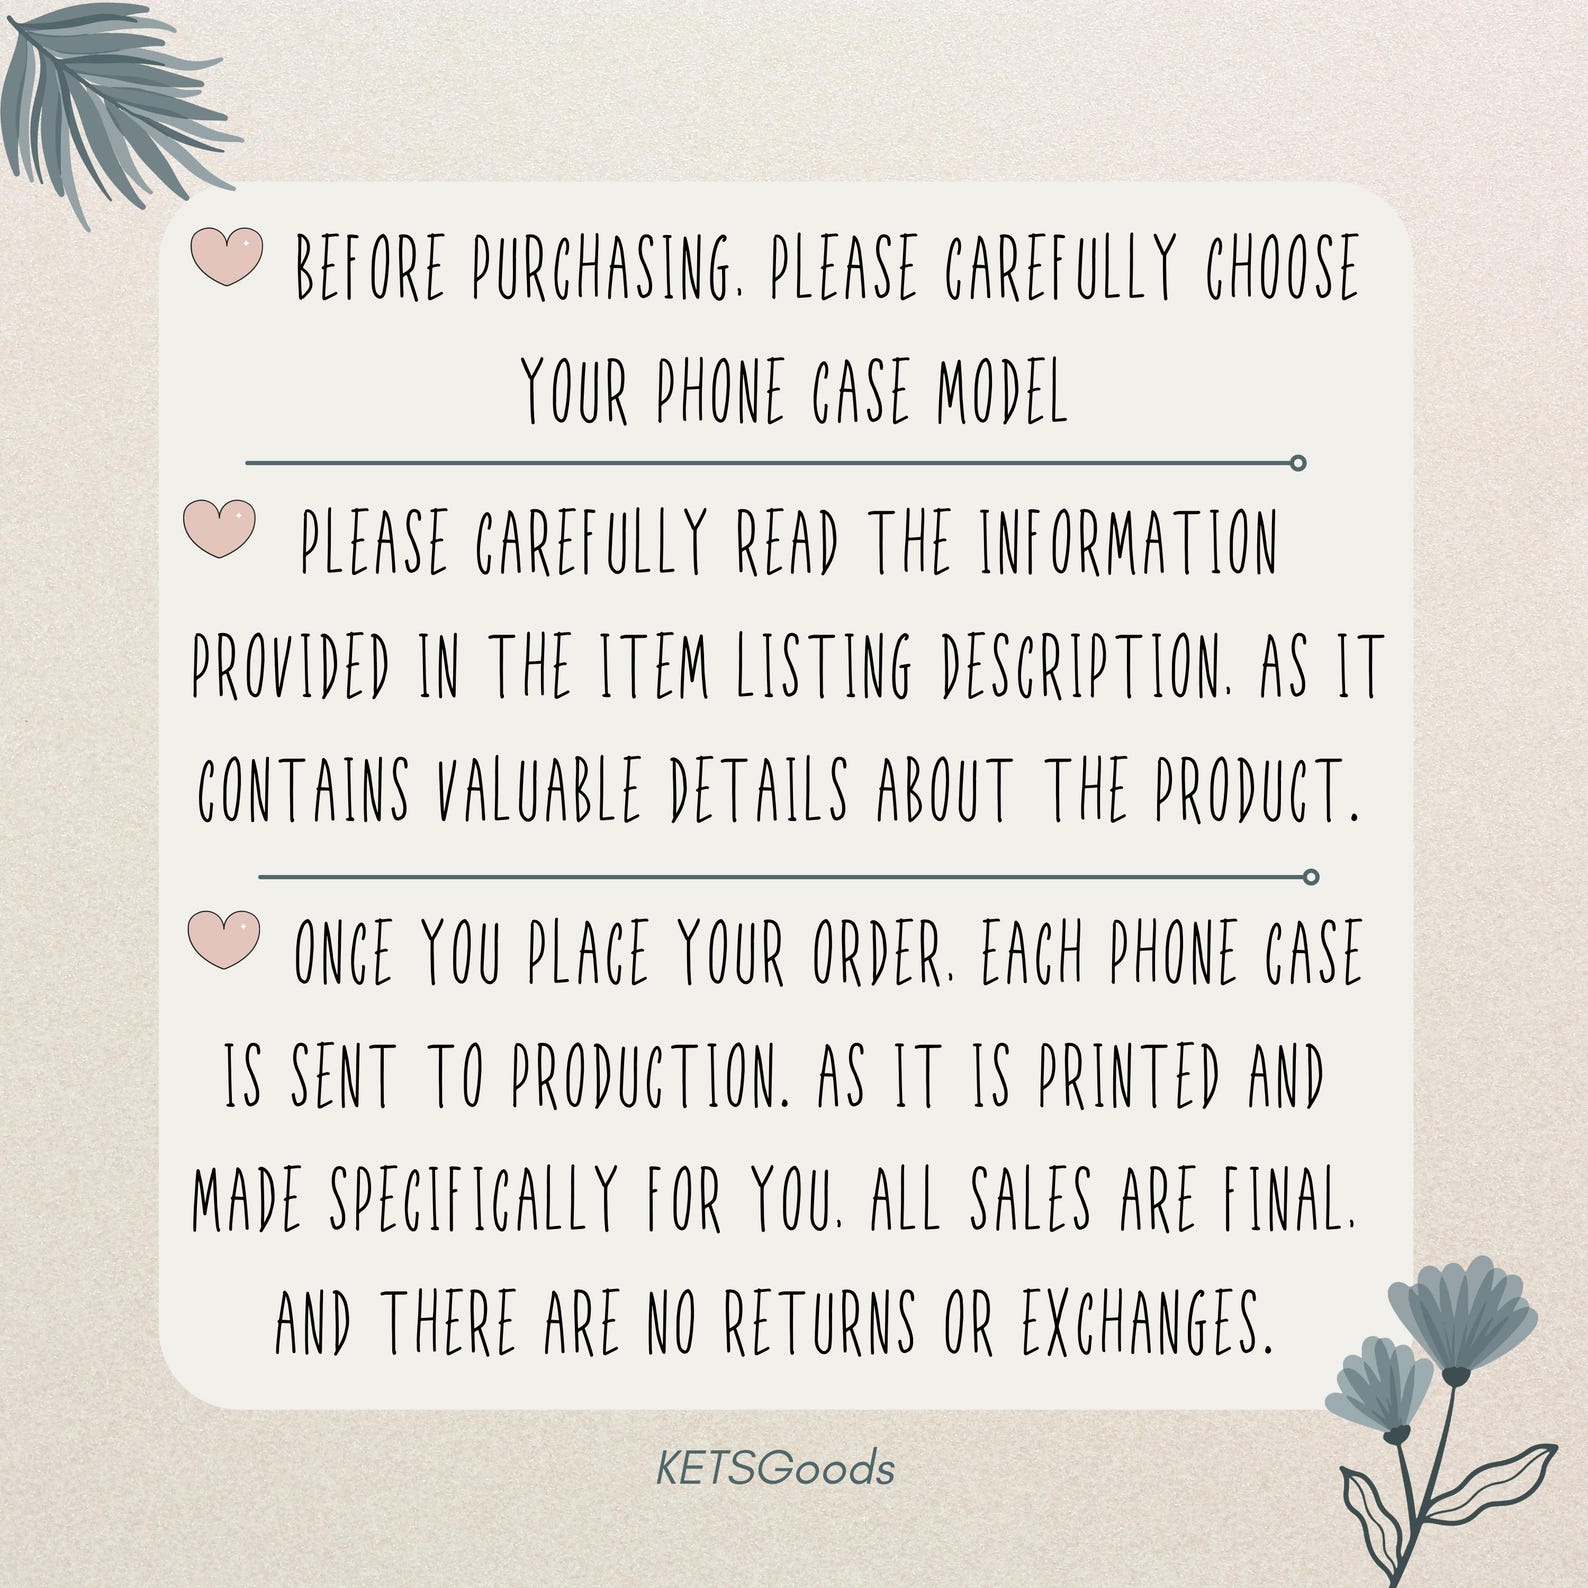 BEFORE PURCHASING, PLEASE CAREFULLY CHOOSE
YOUR PHONE CASE MODEL
PLEASE CAREFULLY READ THE INFORMATION
PROVIDED IN THE ITEM LISTING DESCRIPTION, AS IT
CONTAINS VALUABLE DETAILS ABOUT THE PRODUCT.
ONCE YOU PLACE YOUR ORDER, EACH PHONE CASE
IS SENT TO PRODUCTION. AS IT IS PRINTED AND
MADE SPECIFICALLY FOR YOU, ALL SALES ARE FINAL,
AND THERE ARE NO RETURNS OR EXCHANGES.
KETSGoods